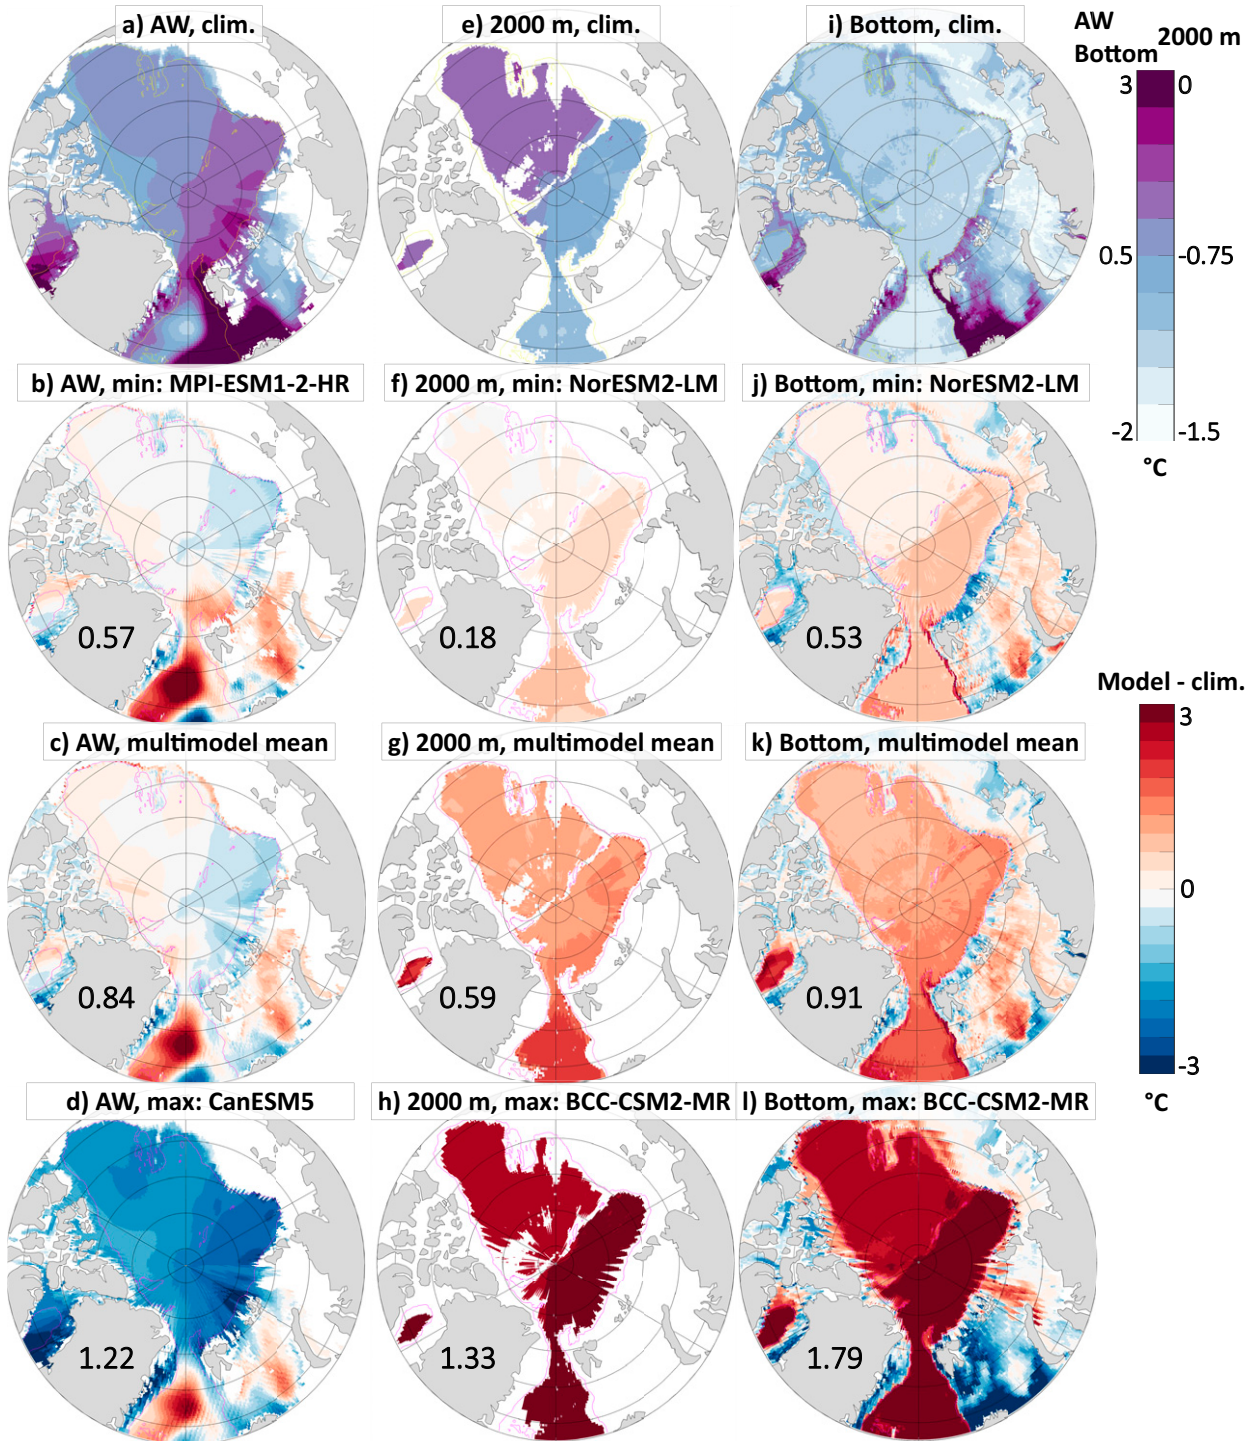 a) AW, clim.
e) 2000 m, clim.
i) Bottom, clim.
AW
Bottom
2000 m
3
0
0.5
-0.75
-2
-1.5
°C
b) AW, min: MPI-ESM1-2-HR
f) 2000 m, min: NorESM2-LM
j) Bottom, min: NorESM2-LM
0.57
0.18
0.53
Model - clim.
3
0
-3
°C
c) AW, multimodel mean
g) 2000 m, multimodel mean
k) Bottom, multimodel mean
0.84
0.59
0.91
d) AW, max: CanESM5
h) 2000 m, max: BCC-CSM2-MR
l) Bottom, max: BCC-CSM2-MR
1.22
1.33
1.79